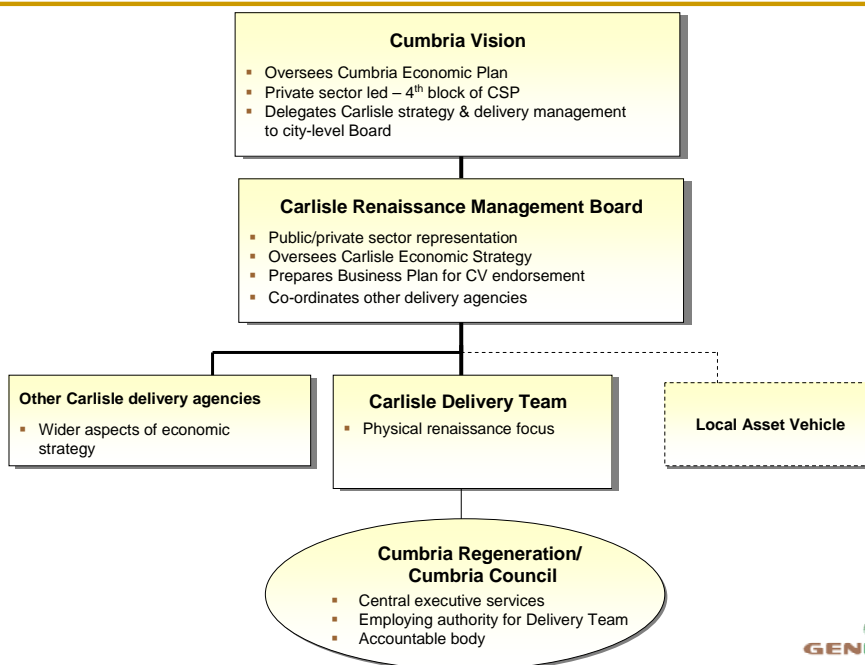 Cumbria Vision
▪ Oversees Cumbria Economic Plan
▪ Private sector led – 4th block of CSP
▪ Delegates Carlisle strategy & delivery management
to city-level Board
Carlisle Renaissance Management Board
▪ Public/private sector representation
▪ Oversees Carlisle Economic Strategy
▪ Prepares Business Plan for CV endorsement
▪ Co-ordinates other delivery agencies
Other Carlisle delivery agencies
▪ Wider aspects of economic
strategy
Carlisle Delivery Team
▪ Physical renaissance focus
Local Asset Vehicle
Cumbria Regeneration/
Cumbria Council
▪ Central executive services
▪ Employing authority for Delivery Team
▪ Accountable body
GEN